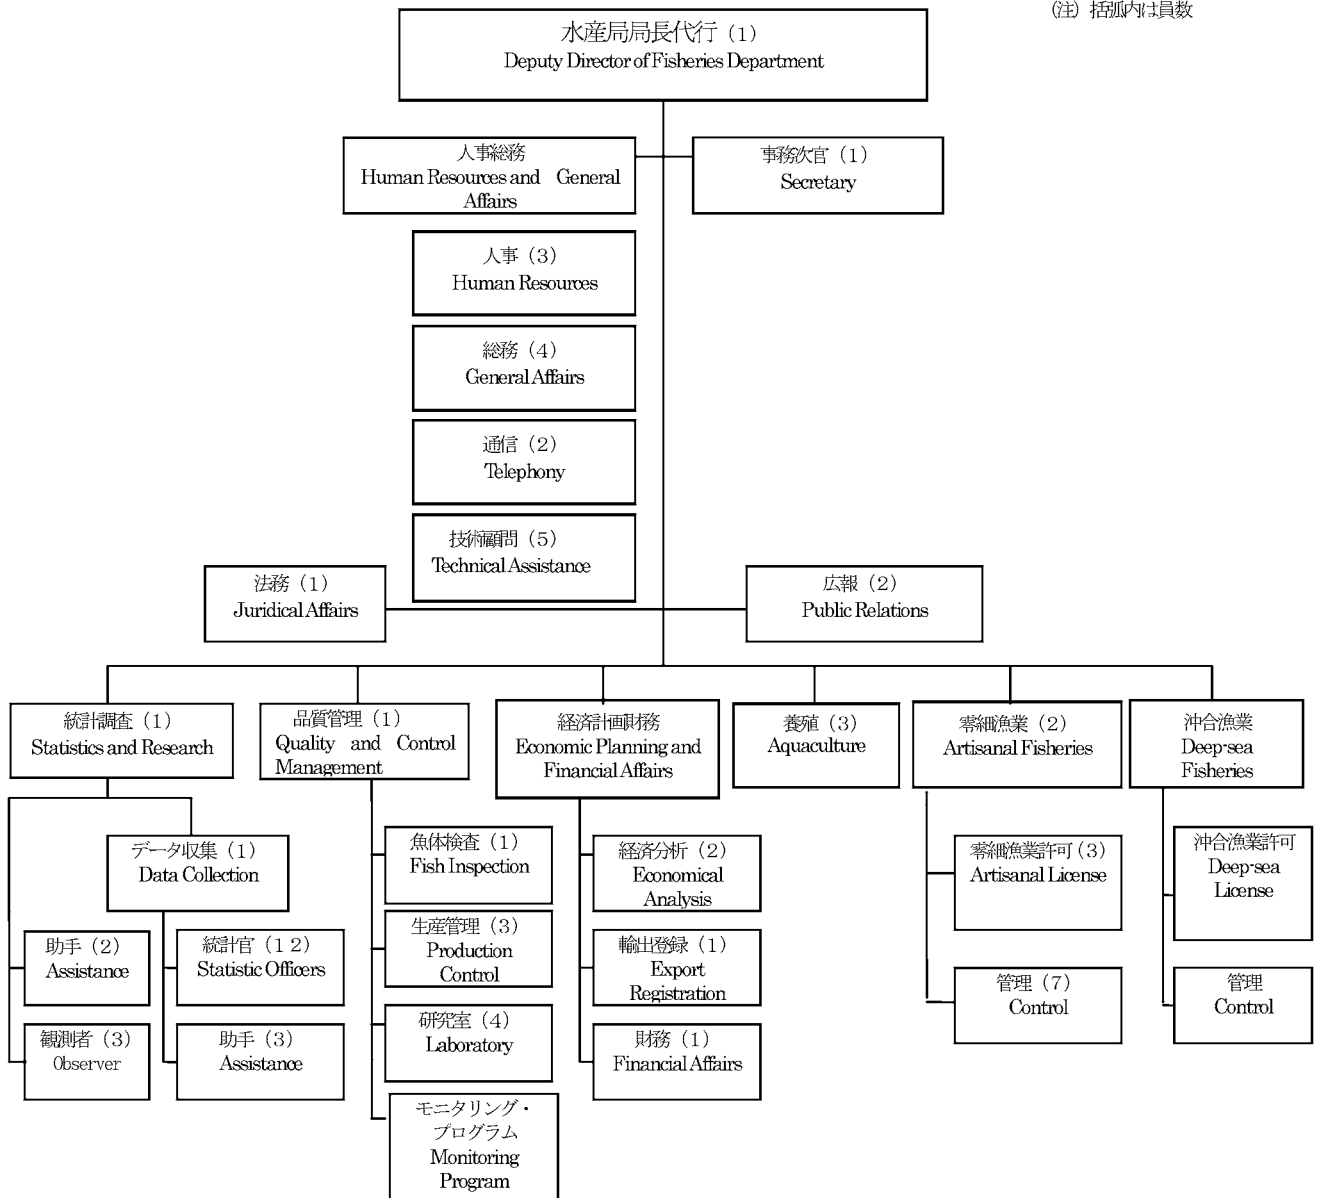 (注) 括弧内は員数
水産局局長代行（1）
Deputy Director of Fisheries Department
人事総務
Human Resources and General
Affairs
事務次官（1）
Secretary
人事（3）
Human Resources
総務（4）
General Affairs
通信（2）
Telephony
技術顧問（5）
Technical Assistance
法務（1）
Juridical Affairs
広報（2）
Public Relations
統計調査（1）
Statistics and Research
品質管理（1）
Quality and Control
Management
経済計画財務
Economic Planning and
Financial Affairs
養殖（3）
Aquaculture
零細漁業（2）
Artisanal Fisheries
沖合漁業
Deep-sea
Fisheries
データ収集（1）
Data Collection
助手（2）
Assistance
観測者（3）
Observer
統計官（12）
Statistic Officers
助手（3）
Assistance
魚体検査（1）
Fish Inspection
生産管理（3）
Production
Control
研究室（4）
Laboratory
モニタリング・
プログラム
Monitoring
Program
経済分析（2）
Economical
Analysis
輸出登録（1）
Export
Registration
財務（1）
Financial Affairs
零細漁業許可(3)
Artisanal License
管理（7）
Control
沖合漁業許可
Deep-sea
License
管理
Control